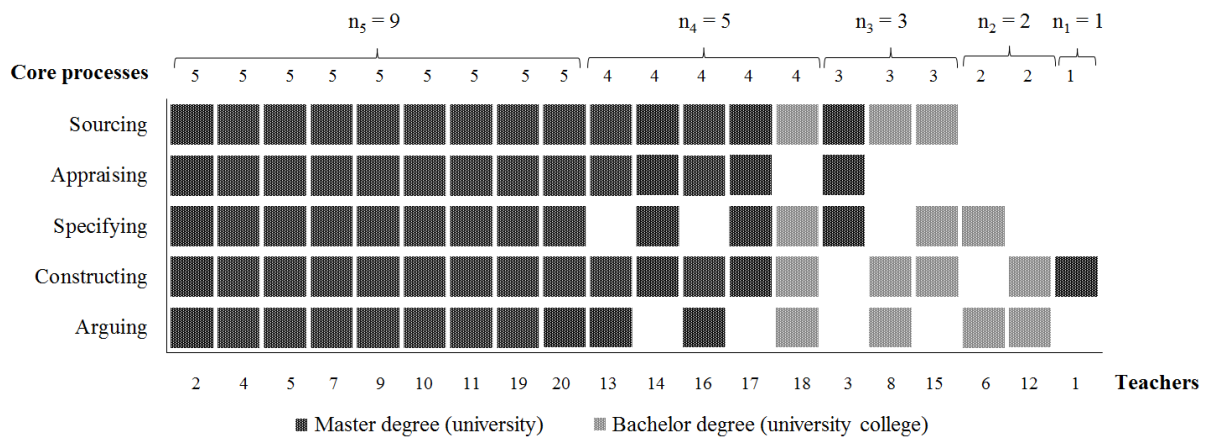 n5 = 9 n4 = 5 n3 = 3 n2 = 2 n1 = 1
Core processes 5 5 5 5 5 5 5 5 5 4 4 4 4 4 3 3 3 2 2 1
Sourcing
Appraising
Specifying
Constructing
Arguing
2 4 5 7 9 10 11 19 20 13 14 16 17 18 3 8 15 6 12 1 Teachers
Master degree (university) Bachelor degree (university college)